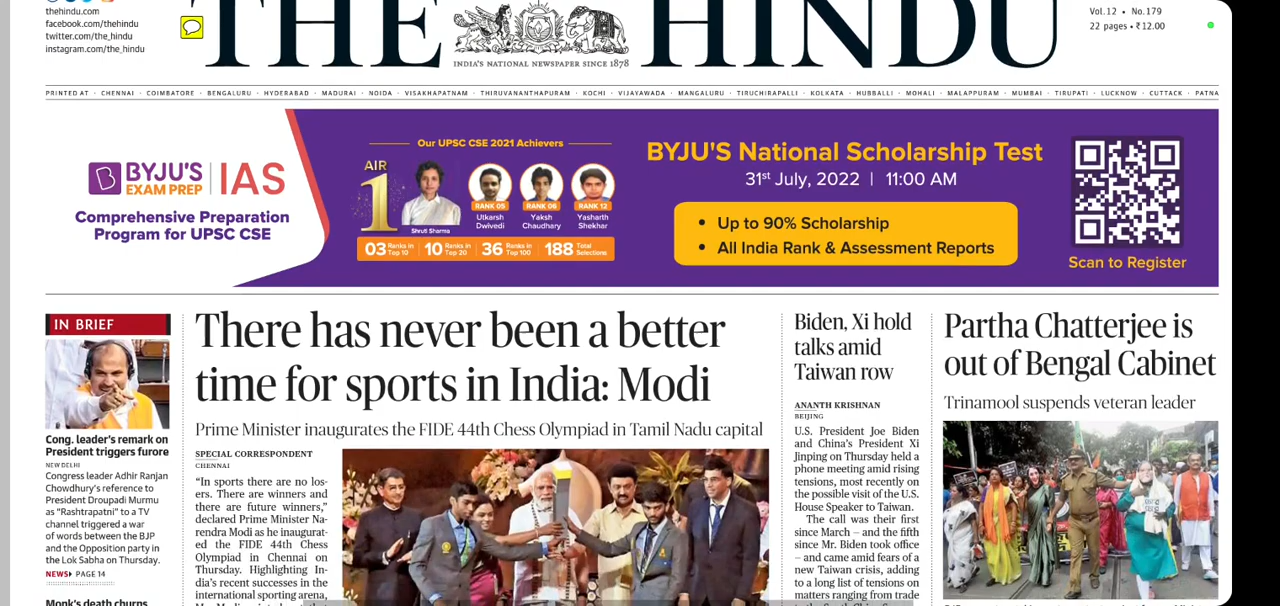 thehindu.com
facebook.com/thehindu
twitter.com/the_hindu
instagram.com/the_hindu
THE HINDU
INDIA'S NATIONAL NEWSPAPER SINCE 1878
Vol.12 • No.179
22 pages • ₹12.00
PRINTED AT · CHENNAI · COIMBATORE · BENGALURU · HYDERABAD · MADURAI · NOIDA · VISAKHAPATNAM · THIRUVANANTHAPURAM · KOCHI · VIJAYAWADA · MANGALURU · TIRUCHIRAPALLI · KOLKATA · HUBBALLI · MOHALI · MALAPPURAM · MUMBAI · TIRUPATI · LUCKNOW · CUTTACK · PATNA
BYJU'S
EXAM PREP
IAS
Comprehensive Preparation
Program for UPSC CSE
Our UPSC CSE 2021 Achievers
AIR
1
Shruti Sharma
RANK 05
Utkarsh
Dwivedi
RANK 06
Yaksh
Chaudhary
RANK 12
Yasharth
Shekhar
03 Ranks in Top 10
10 Ranks in Top 20
36 Ranks in Top 100
188 Total Selections
BYJU'S National Scholarship Test
31st July, 2022 | 11:00 AM
• Up to 90% Scholarship
• All India Rank & Assessment Reports
Scan to Register
IN BRIEF
Cong. leader's remark on
President triggers furore
NEW DELHI
Congress leader Adhir Ranjan
Chowdhury's reference to
President Droupadi Murmu
as "Rashtrapatni" to a TV
channel triggered a war
of words between the BJP
and the Opposition party in
the Lok Sabha on Thursday.
NEWS▸ PAGE 14
Monk's death churns
There has never been a better
time for sports in India: Modi
Prime Minister inaugurates the FIDE 44th Chess Olympiad in Tamil Nadu capital
SPECIAL CORRESPONDENT
CHENNAI
"In sports there are no los-
ers. There are winners and
there are future winners,"
declared Prime Minister Na-
rendra Modi as he inaugurat-
ed the FIDE 44th Chess
Olympiad in Chennai on
Thursday. Highlighting In-
dia's recent successes in the
international sporting arena,
Biden, Xi hold
talks amid
Taiwan row
ANANTH KRISHNAN
BEIJING
U.S. President Joe Biden
and China's President Xi
Jinping on Thursday held a
phone meeting amid rising
tensions, most recently on
the possible visit of the U.S.
House Speaker to Taiwan.
The call was their first
since March – and the fifth
since Mr. Biden took office
– and came amid fears of a
new Taiwan crisis, adding
to a long list of tensions on
matters ranging from trade
Partha Chatterjee is
out of Bengal Cabinet
Trinamool suspends veteran leader